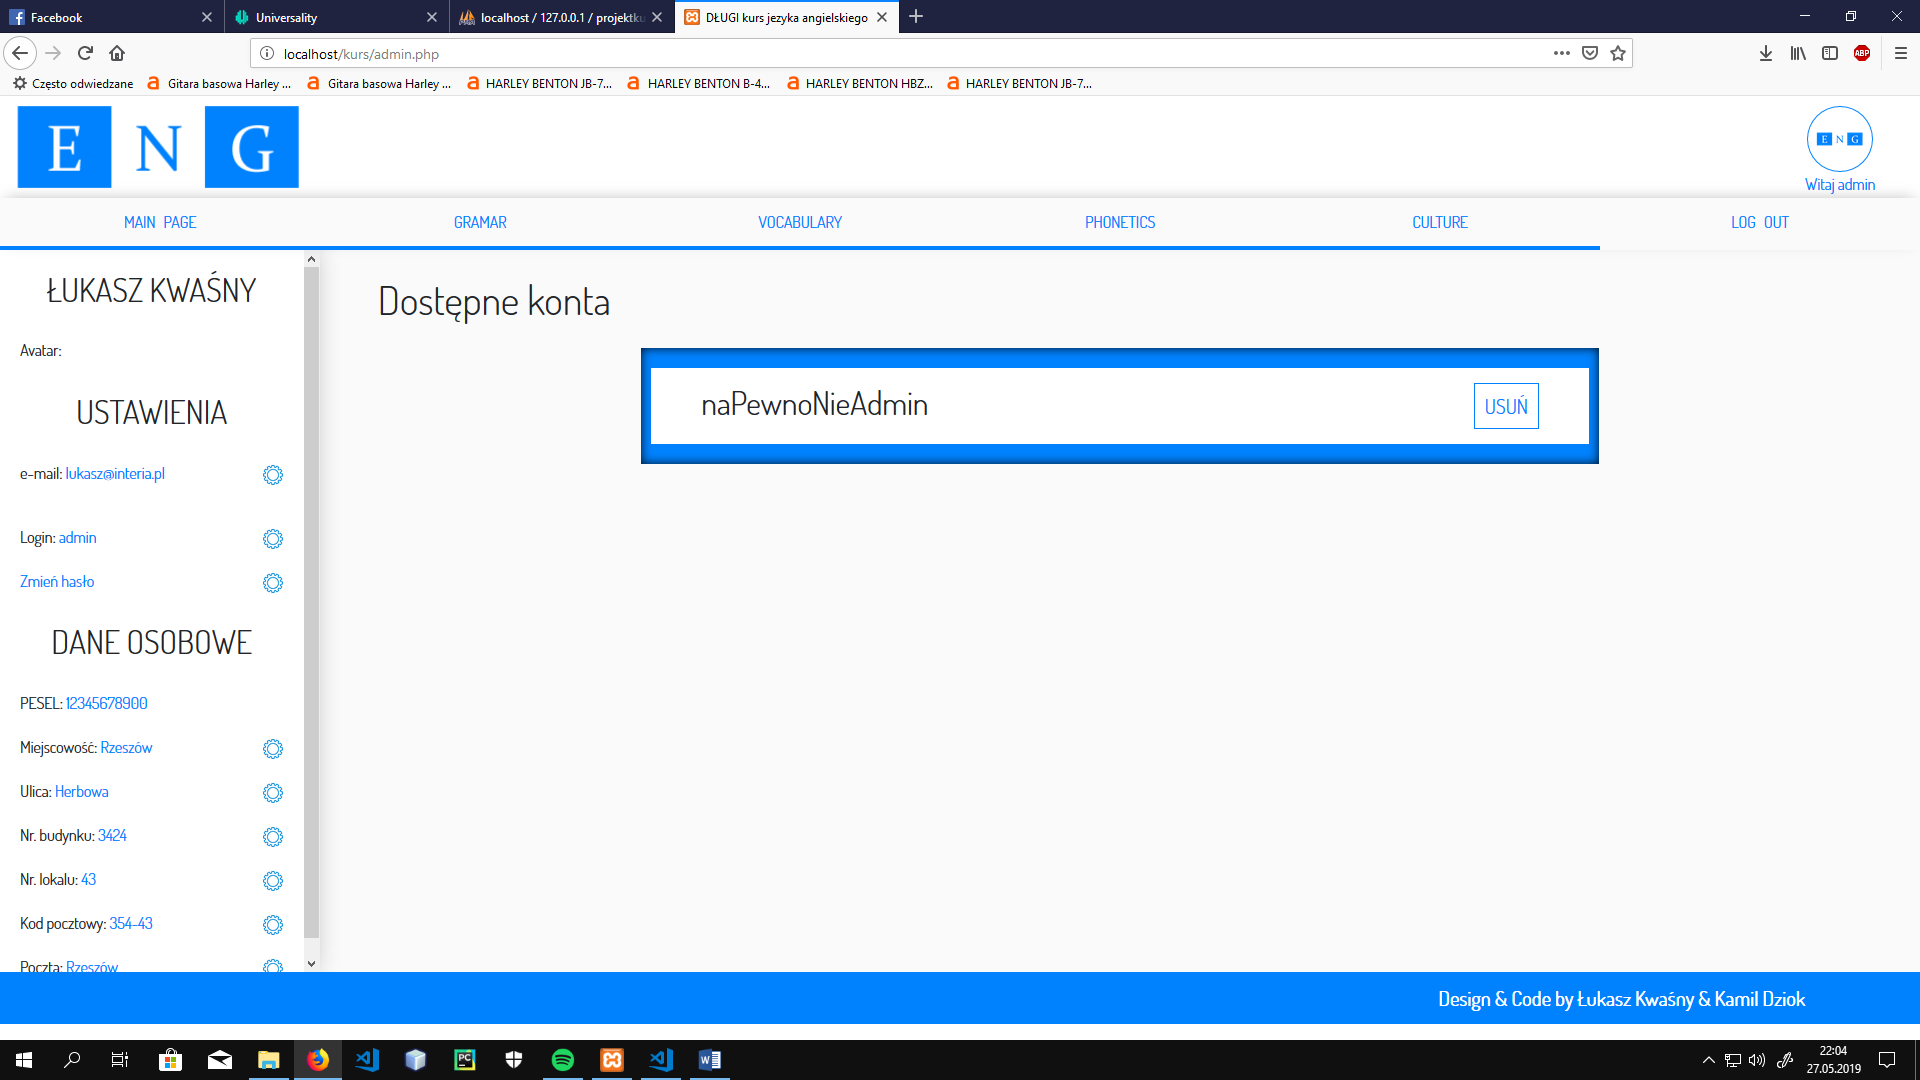 Facebook
Universality
localhost / 127.0.0.1 / projektku
DŁUGI kurs jezyka angielskiego
localhost/kurs/admin.php
ABP
Często odwiedzane
a Gitara basowa Harley ...
a Gitara basowa Harley ...
a HARLEY BENTON JB-7...
a HARLEY BENTON B-4...
a HARLEY BENTON HBZ...
a HARLEY BENTON JB-7...
E N G
E N G
Witaj admin
MAIN PAGE
GRAMAR
VOCABULARY
PHONETICS
CULTURE
LOG OUT
ŁUKASZ KWAŚNY
Avatar:
USTAWIENIA
e-mail: lukasz@interia.pl
Login: admin
Zmień hasło
DANE OSOBOWE
PESEL: 12345678900
Miejscowość: Rzeszów
Ulica: Herbowa
Nr. budynku: 3424
Nr. lokalu: 43
Kod pocztowy: 354-43
Poczta: Rzeszów
Dostępne konta
naPewnoNieAdmin
USUŃ
Design & Code by Łukasz Kwaśny & Kamil Dziok
PC
22:04
27.05.2019